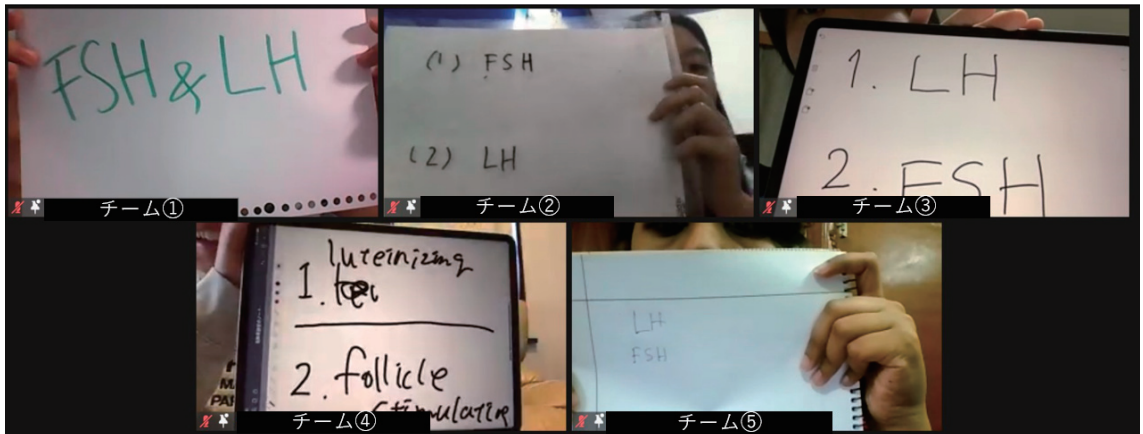 FSH & LH
チーム①
(1) FSH
(2) LH
チーム②
1. LH
2. FSH
チーム③
luteinizing
1.
2. follicle
stimulating
チーム④
LH
FSH
チーム⑤